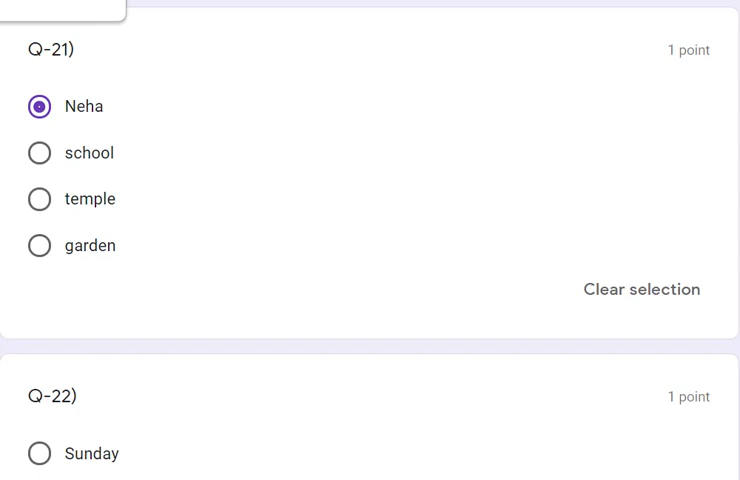 Q-21)
1 point
Neha
school
temple
garden
Clear selection
Q-22)
1 point
Sunday